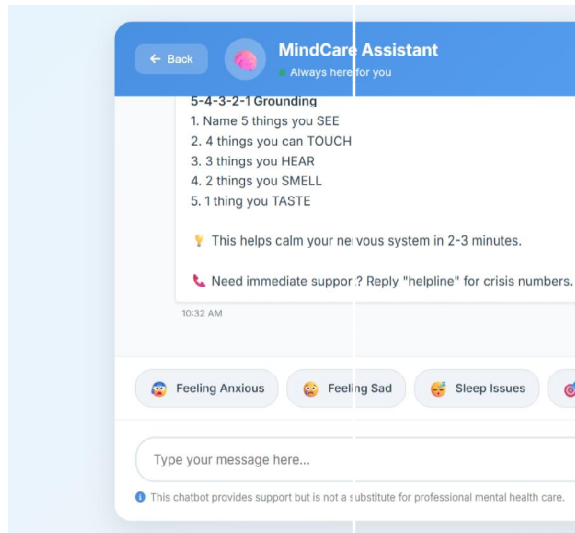 ← Back
MindCare Assistant
Always here for you
5-4-3-2-1 Grounding
1. Name 5 things you SEE
2. 4 things you can TOUCH
3. 3 things you HEAR
4. 2 things you SMELL
5. 1 thing you TASTE
💡 This helps calm your nervous system in 2-3 minutes.
📞 Need immediate support? Reply "helpline" for crisis numbers.
10:32 AM
😰 Feeling Anxious
😢 Feeling Sad
😴 Sleep Issues
Type your message here...
This chatbot provides support but is not a substitute for professional mental health care.